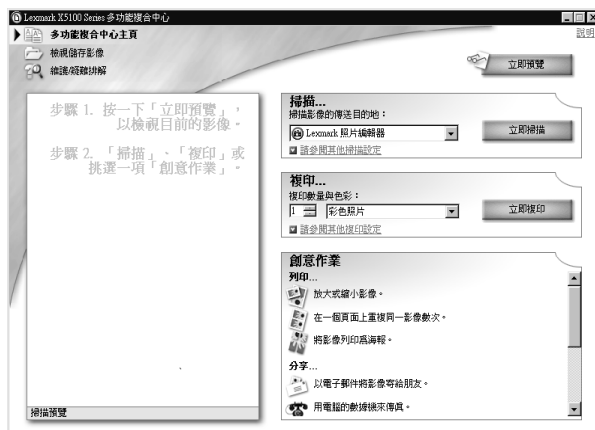 Lexmark X5100 Series 多功能複合中心
多功能複合中心主頁
說明
檢視儲存影像
維護/疑難排解
立即預覽
步驟 1. 按一下「立即預覽」，
以檢視目前的影像。
步驟 2. 「掃描」、「複印」或
挑選一項「創意作業」。
掃描預覽
掃描...
掃描影像的傳送目的地：
Lexmark 照片編輯器
立即掃描
請參閱其他掃描設定
複印...
複印數量與色彩：
1
彩色照片
立即複印
請參閱其他複印設定
創意作業
列印...
放大或縮小影像。
在一個頁面上重複同一影像數次。
將影像列印為海報。
分享...
以電子郵件將影像寄給朋友。
用電腦的數據機來傳真。